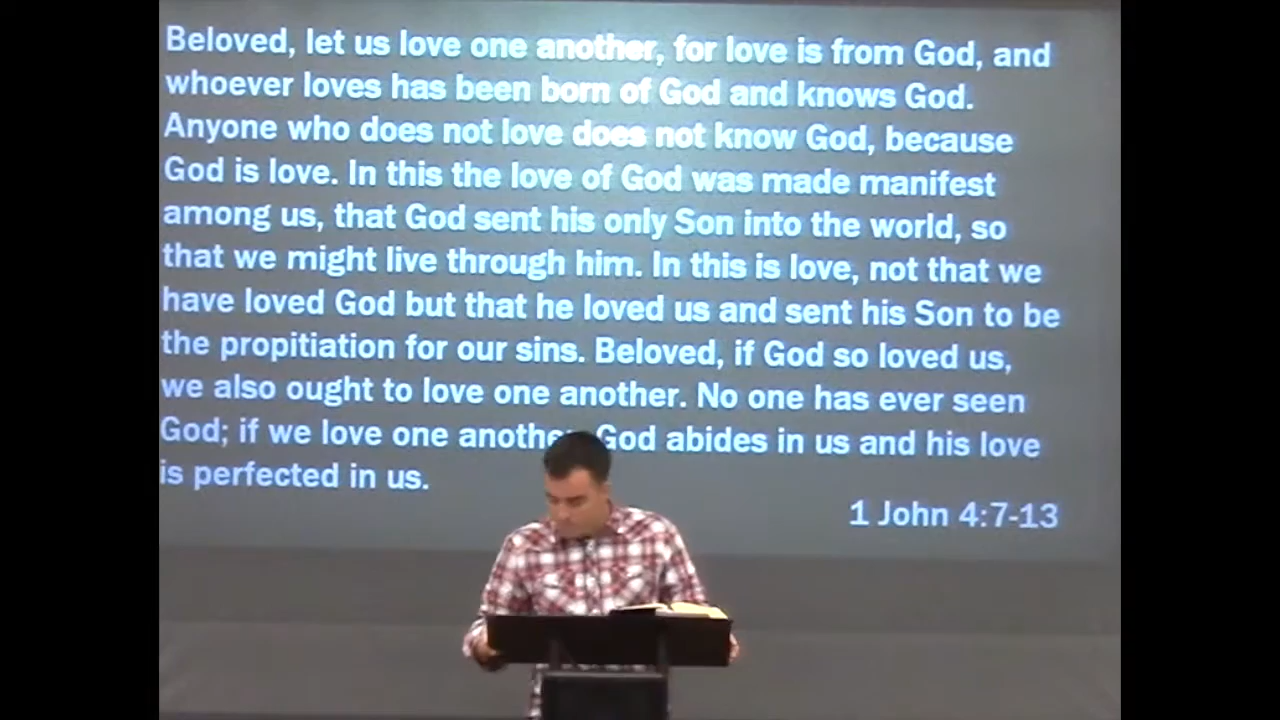 Beloved, let us love one another, for love is from God, and
whoever loves has been born of God and knows God.
Anyone who does not love does not know God, because
God is love. In this the love of God was made manifest
among us, that God sent his only Son into the world, so
that we might live through him. In this is love, not that we
have loved God but that he loved us and sent his Son to be
the propitiation for our sins. Beloved, if God so loved us,
we also ought to love one another. No one has ever seen
God; if we love one another, God abides in us and his love
is perfected in us.
1 John 4:7-13